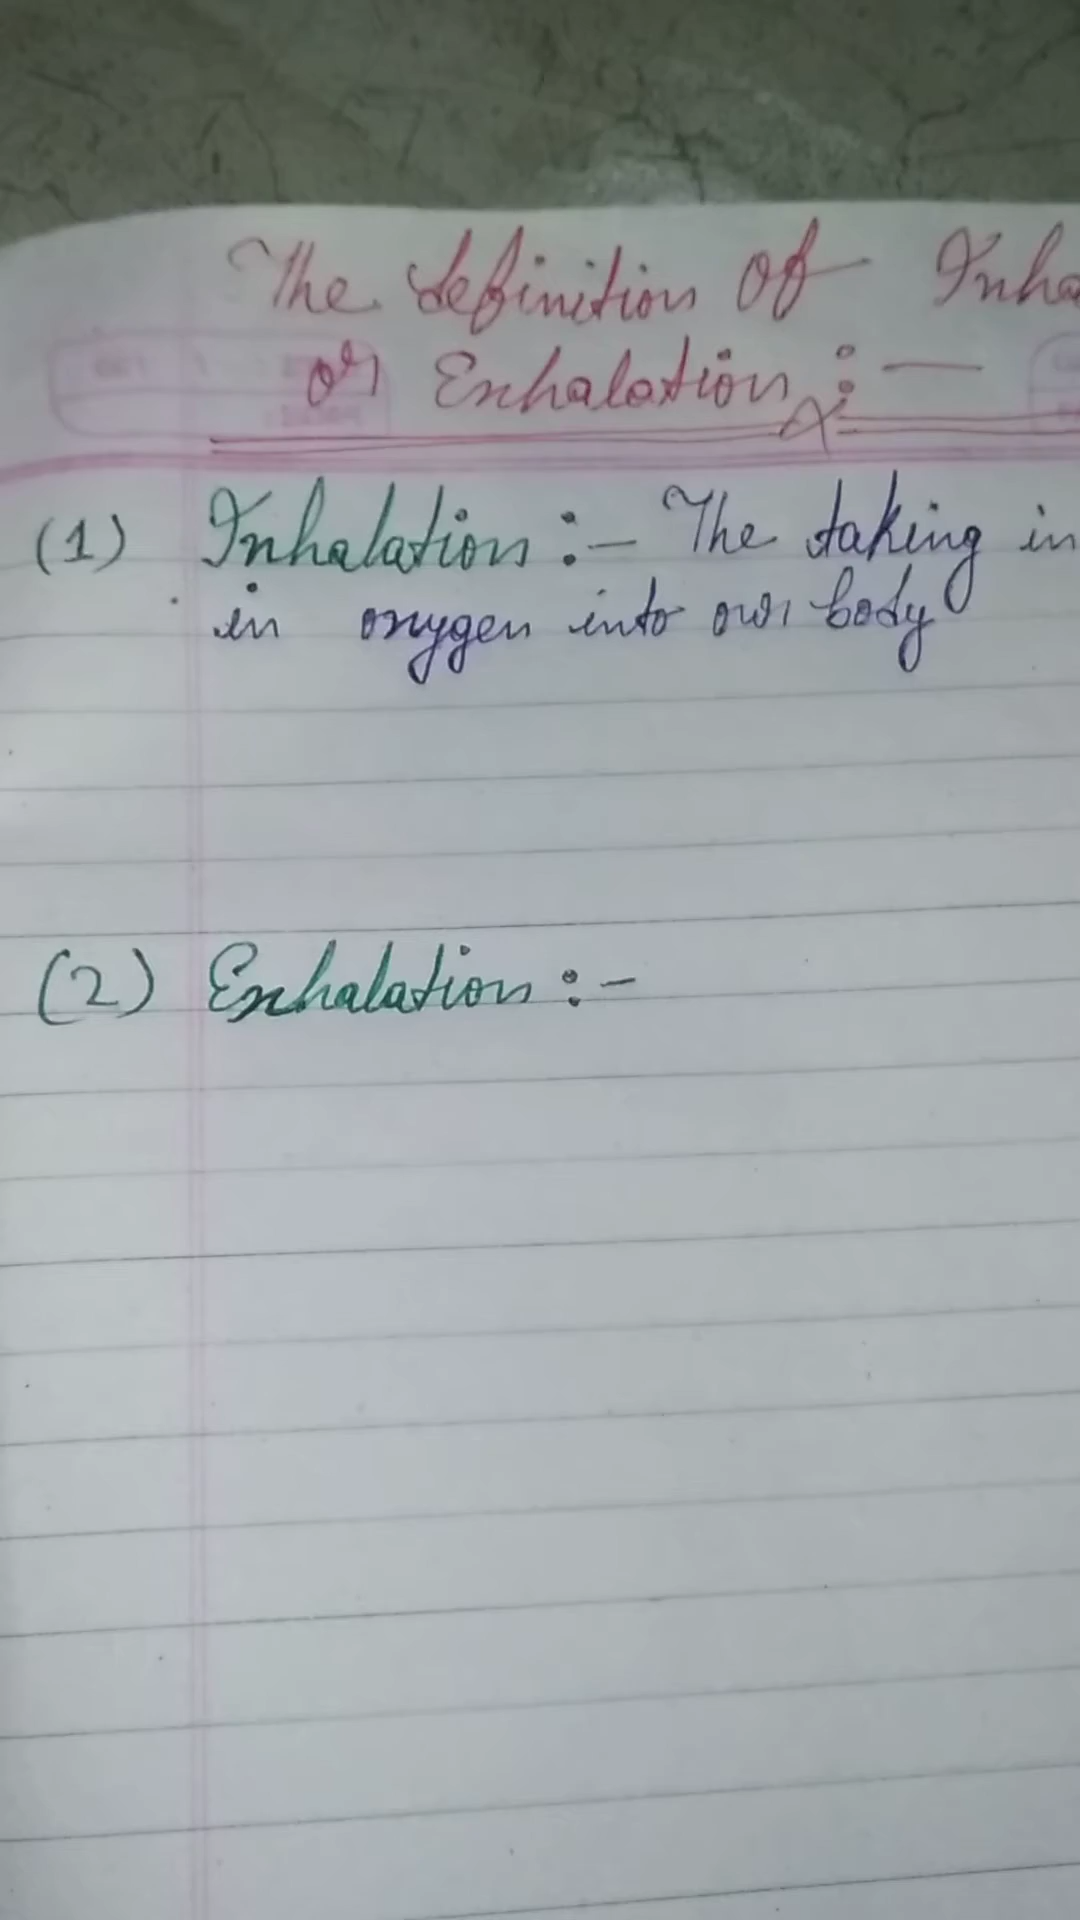 The definition of Inha
or Exhalation :-
(1) Inhalation :- The taking in
in oxygen into our body
(2) Exhalation :-